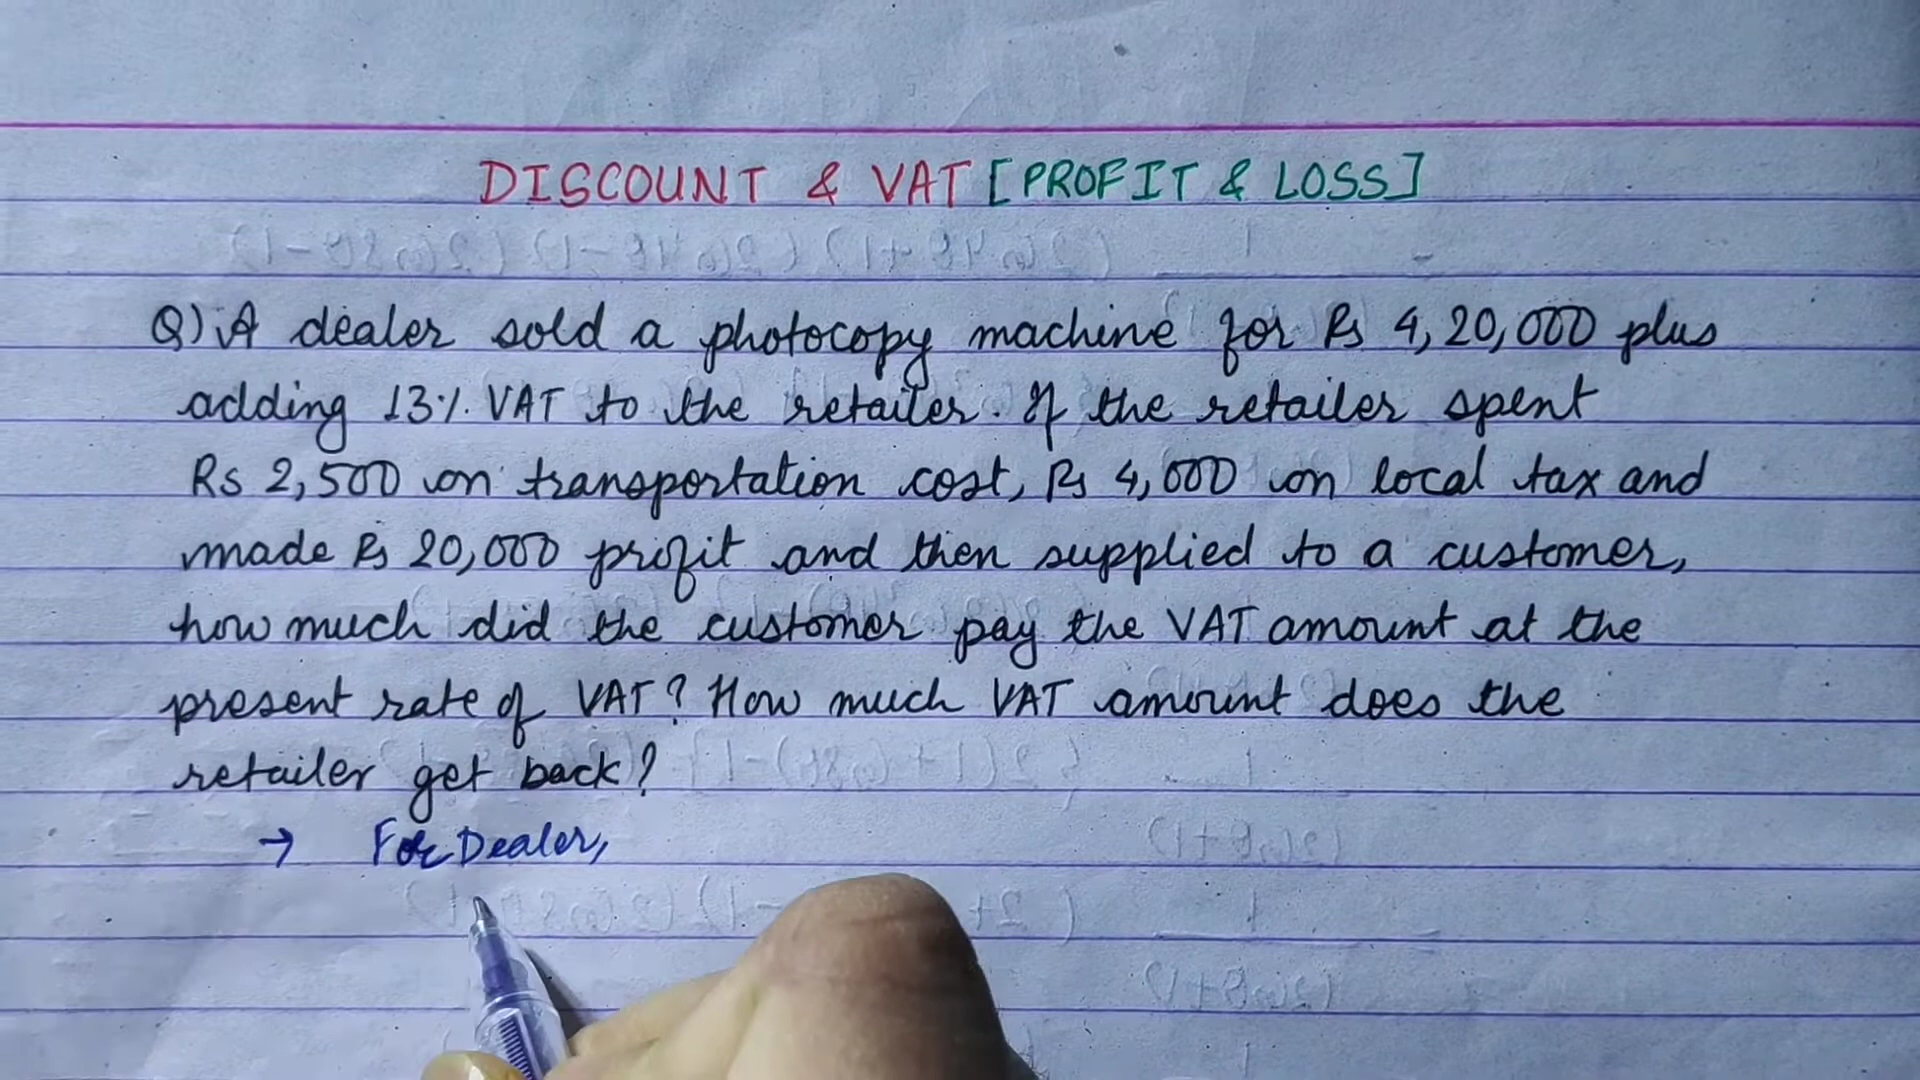 DISCOUNT & VAT [PROFIT & LOSS]
Q) A dealer sold a photocopy machine for Rs 4,20,000 plus
adding 13% VAT to the retailer. If the retailer spent
Rs 2,500 on transportation cost, Rs 4,000 on local tax and
made Rs 20,000 profit and then supplied to a customer,
how much did the customer pay the VAT amount at the
present rate of VAT? How much VAT amount does the
retailer get back?
→ For Dealer,